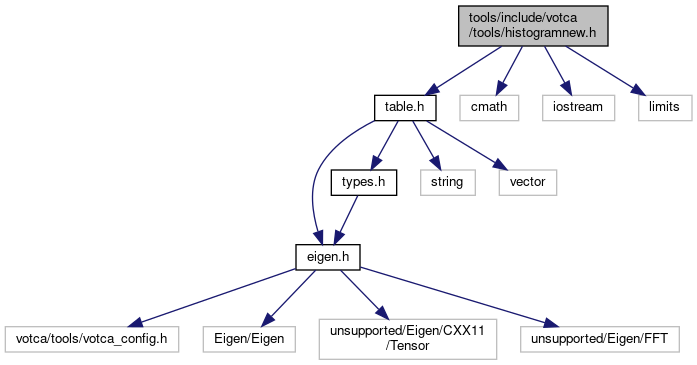 tools/include/votca
/tools/histogramnew.h
table.h
cmath
iostream
limits
types.h
string
vector
eigen.h
votca/tools/votca_config.h
Eigen/Eigen
unsupported/Eigen/CXX11
/Tensor
unsupported/Eigen/FFT